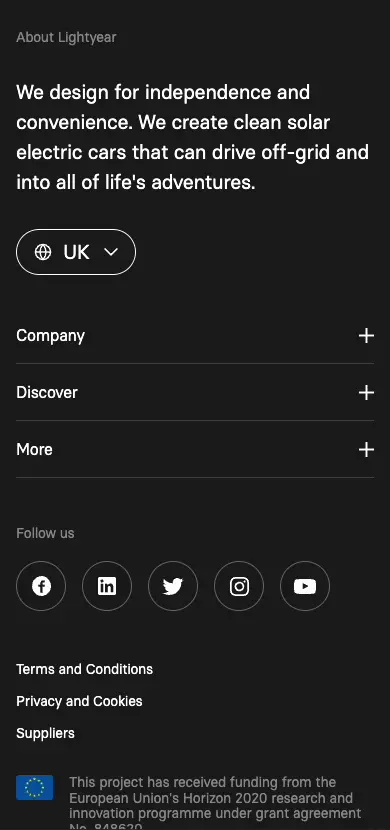 About Lightyear
We design for independence and
convenience. We create clean solar
electric cars that can drive off-grid and
into all of life's adventures.
UK
Company
Discover
More
Follow us
Terms and Conditions
Privacy and Cookies
Suppliers
This project has received funding from the
European Union's Horizon 2020 research and
innovation programme under grant agreement
No. 848620